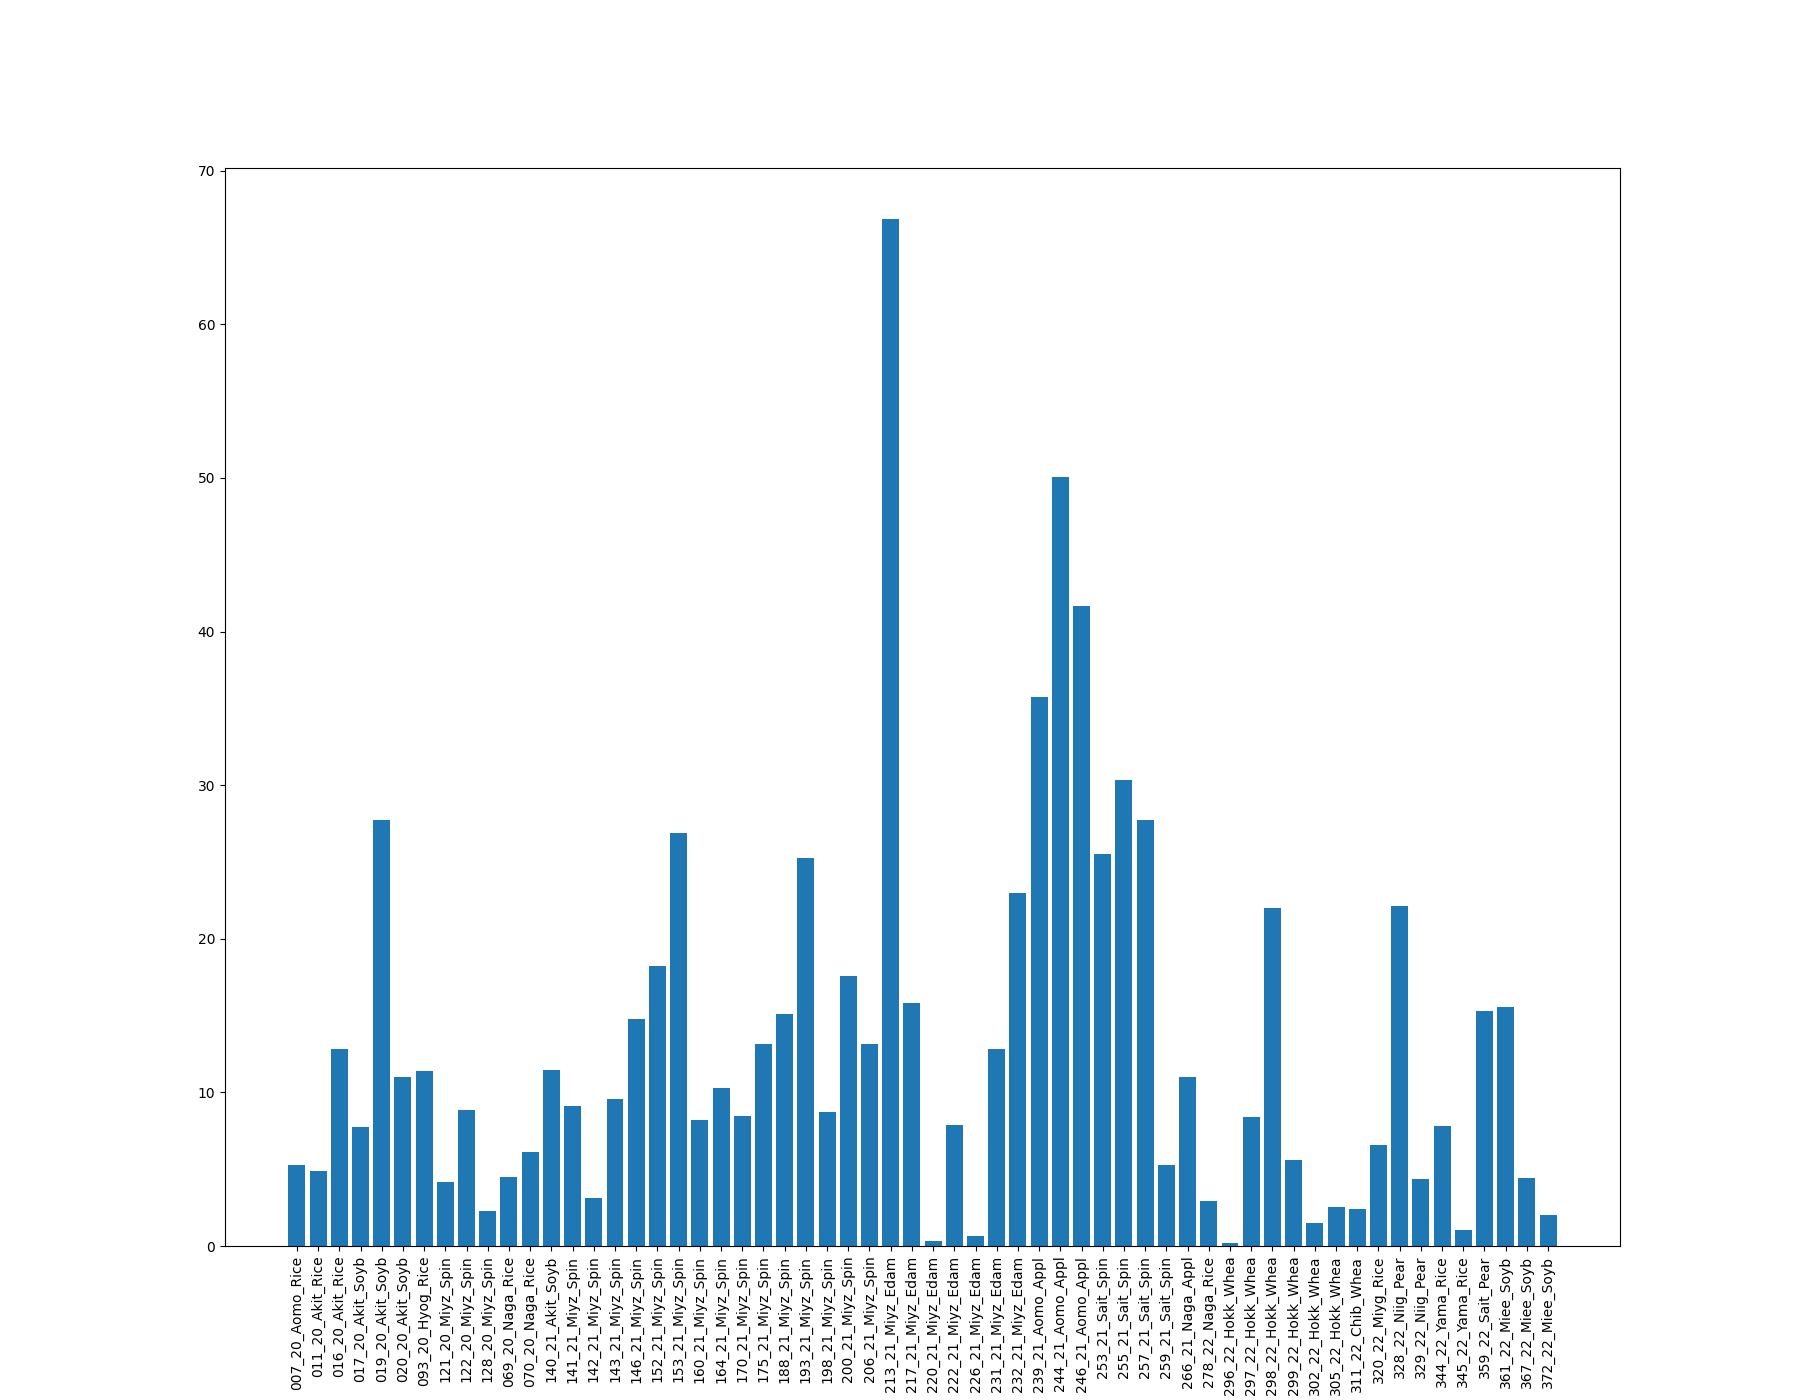 70
60
50
40
30
20
10
0
007_20_Aomo_Rice
011_20_Akit_Rice
016_20_Akit_Rice
017_20_Akit_Soyb
019_20_Akit_Soyb
020_20_Akit_Soyb
093_20_Hyog_Rice
121_20_Miyz_Spin
122_20_Miyz_Spin
128_20_Miyz_Spin
069_20_Naga_Rice
070_20_Naga_Rice
140_21_Akit_Soyb
141_21_Miyz_Spin
142_21_Miyz_Spin
143_21_Miyz_Spin
146_21_Miyz_Spin
152_21_Miyz_Spin
153_21_Miyz_Spin
160_21_Miyz_Spin
164_21_Miyz_Spin
170_21_Miyz_Spin
175_21_Miyz_Spin
188_21_Miyz_Spin
193_21_Miyz_Spin
198_21_Miyz_Spin
200_21_Miyz_Spin
206_21_Miyz_Spin
213_21_Miyz_Edam
217_21_Miyz_Edam
220_21_Miyz_Edam
222_21_Miyz_Edam
226_21_Miyz_Edam
231_21_Miyz_Edam
232_21_Miyz_Edam
239_21_Aomo_Appl
244_21_Aomo_Appl
246_21_Aomo_Appl
253_21_Sait_Spin
255_21_Sait_Spin
257_21_Sait_Spin
259_21_Sait_Spin
266_21_Naga_Appl
278_22_Naga_Rice
296_22_Hokk_Whea
297_22_Hokk_Whea
298_22_Hokk_Whea
299_22_Hokk_Whea
302_22_Hokk_Whea
305_22_Hokk_Whea
311_22_Chib_Whea
320_22_Miyg_Rice
328_22_Niig_Pear
329_22_Niig_Pear
344_22_Yama_Rice
345_22_Yama_Rice
359_22_Sait_Pear
361_22_Miee_Soyb
367_22_Miee_Soyb
372_22_Miee_Soyb